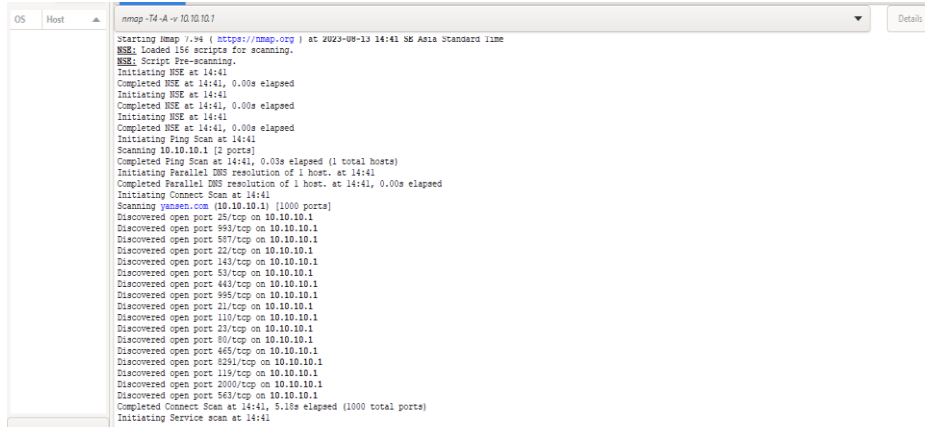 OS Host nmap -T4 -A -v 10.10.10.1 Details
Starting Nmap 7.94 ( https://nmap.org ) at 2023-08-13 14:41 SE Asia Standard Time
NSE: Loaded 156 scripts for scanning.
NSE: Script Pre-scanning.
Initiating NSE at 14:41
Completed NSE at 14:41, 0.00s elapsed
Initiating NSE at 14:41
Completed NSE at 14:41, 0.00s elapsed
Initiating NSE at 14:41
Completed NSE at 14:41, 0.00s elapsed
Initiating Ping Scan at 14:41
Scanning 10.10.10.1 [2 ports]
Completed Ping Scan at 14:41, 0.03s elapsed (1 total hosts)
Initiating Parallel DNS resolution of 1 host. at 14:41
Completed Parallel DNS resolution of 1 host. at 14:41, 0.00s elapsed
Initiating Connect Scan at 14:41
Scanning yansen.com (10.10.10.1) [1000 ports]
Discovered open port 25/tcp on 10.10.10.1
Discovered open port 993/tcp on 10.10.10.1
Discovered open port 587/tcp on 10.10.10.1
Discovered open port 22/tcp on 10.10.10.1
Discovered open port 143/tcp on 10.10.10.1
Discovered open port 53/tcp on 10.10.10.1
Discovered open port 443/tcp on 10.10.10.1
Discovered open port 995/tcp on 10.10.10.1
Discovered open port 21/tcp on 10.10.10.1
Discovered open port 110/tcp on 10.10.10.1
Discovered open port 23/tcp on 10.10.10.1
Discovered open port 80/tcp on 10.10.10.1
Discovered open port 465/tcp on 10.10.10.1
Discovered open port 8291/tcp on 10.10.10.1
Discovered open port 119/tcp on 10.10.10.1
Discovered open port 2000/tcp on 10.10.10.1
Discovered open port 563/tcp on 10.10.10.1
Completed Connect Scan at 14:41, 5.18s elapsed (1000 total ports)
Initiating Service scan at 14:41